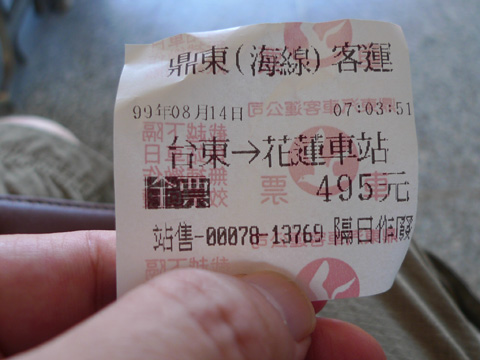 鼎東(海線)客運
99年08月14日 07:03:51
台東→花蓮車站
全票 495元
站售-00078-13769 隔日作廢